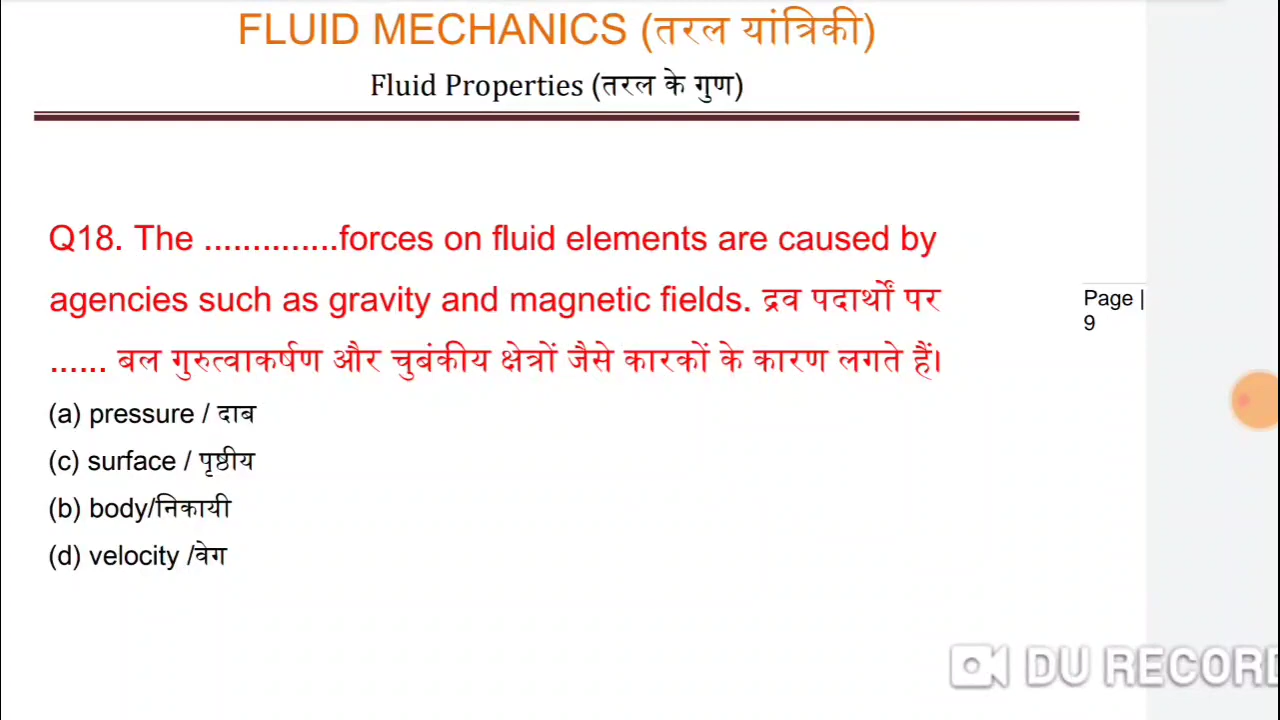 FLUID MECHANICS (तरल यांत्रिकी)
Fluid Properties (तरल के गुण)
Q18. The ..............forces on fluid elements are caused by
agencies such as gravity and magnetic fields. द्रव पदार्थों पर
...... बल गुरुत्वाकर्षण और चुबंकीय क्षेत्रों जैसे कारकों के कारण लगते हैं।
(a) pressure / दाब
(c) surface / पृष्ठीय
(b) body/निकायी
(d) velocity /वेग
Page |
9
DU RECORD